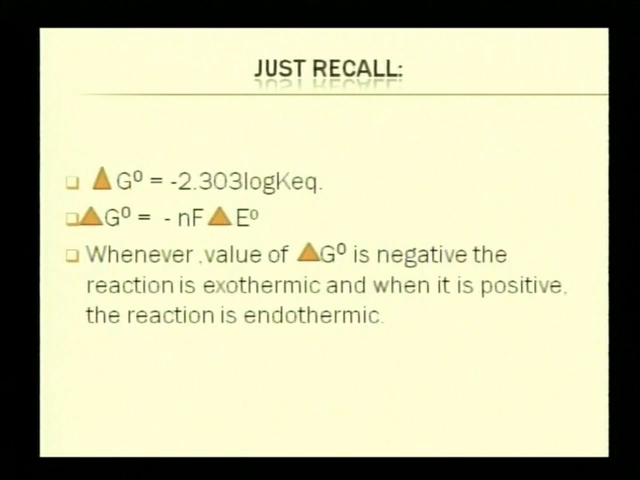 JUST RECALL:
△G⁰ = -2.303logKeq.
△G⁰ = - nF△E⁰
Whenever ,value of △G⁰ is negative the
reaction is exothermic and when it is positive,
the reaction is endothermic.